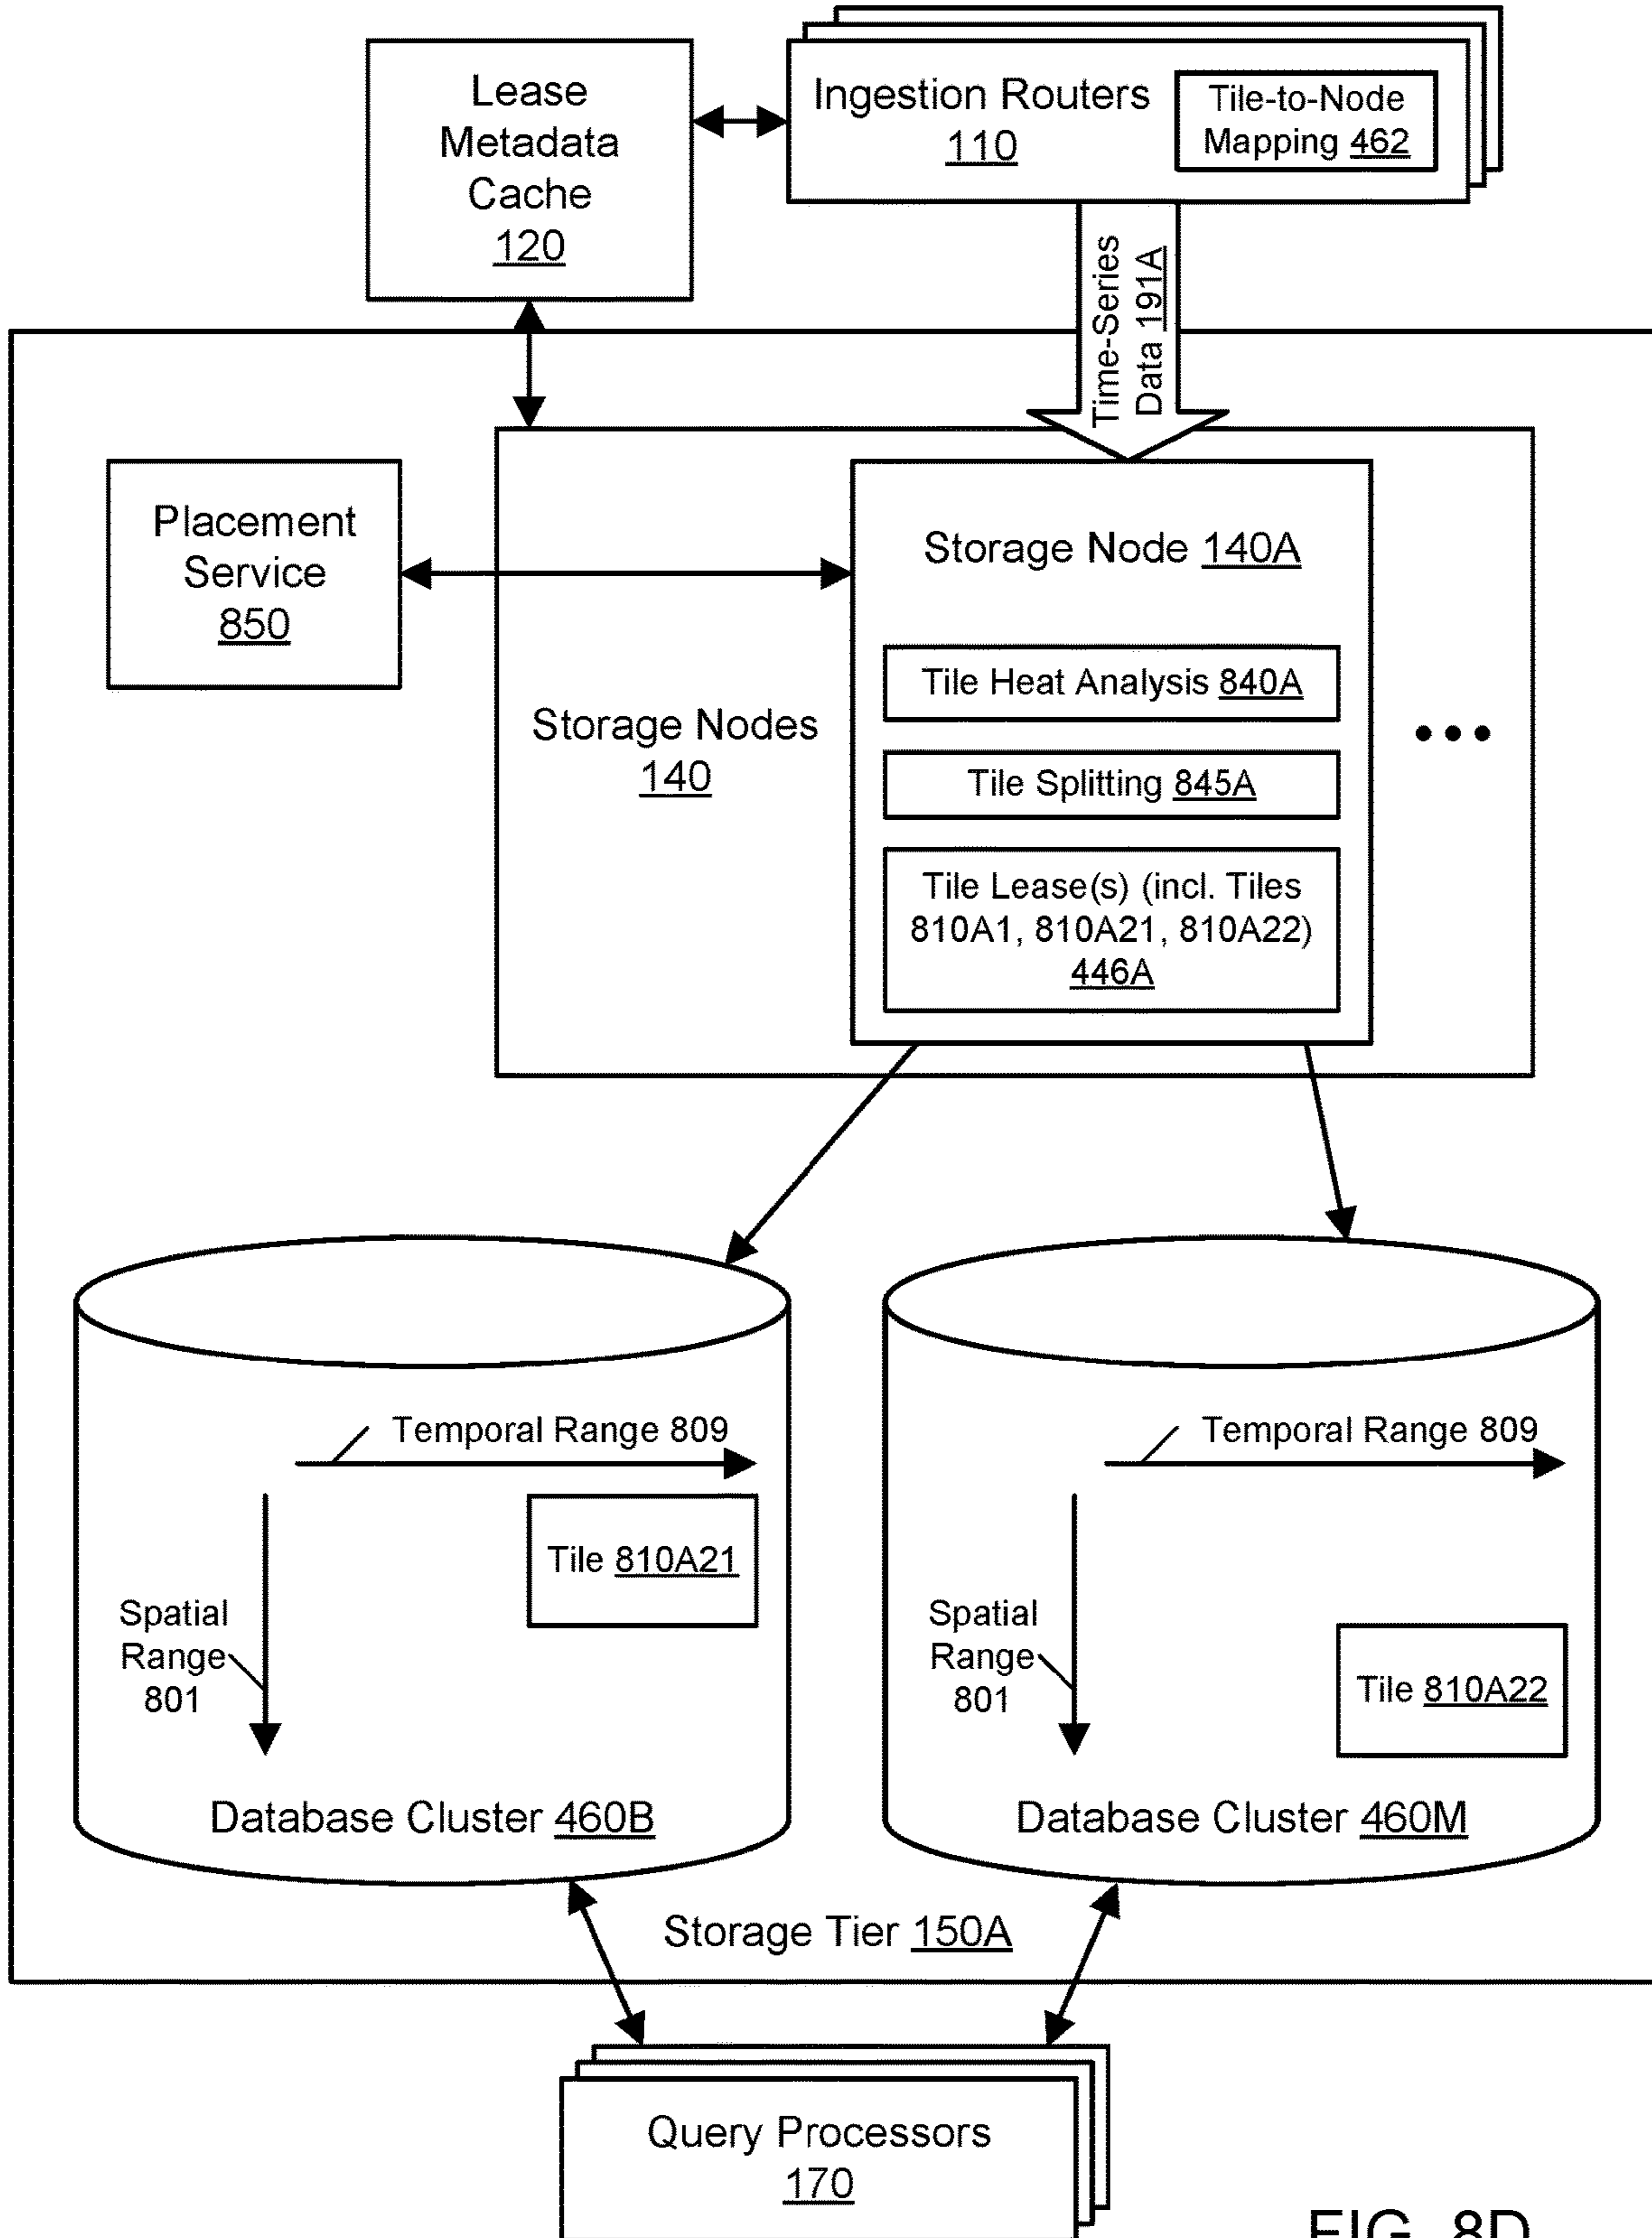 Lease
Metadata
Cache
120
Ingestion Routers
110
Tile-to-Node
Mapping 462
Time-Series
Data 191A
Placement
Service
850
Storage Nodes
140
Storage Node 140A
Tile Heat Analysis 840A
Tile Splitting 845A
Tile Lease(s) (incl. Tiles
810A1, 810A21, 810A22)
446A
Temporal Range 809
Tile 810A21
Spatial
Range
801
Database Cluster 460B
Temporal Range 809
Spatial
Range
801
Tile 810A22
Database Cluster 460M
Storage Tier 150A
Query Processors
170
FIG. 8D